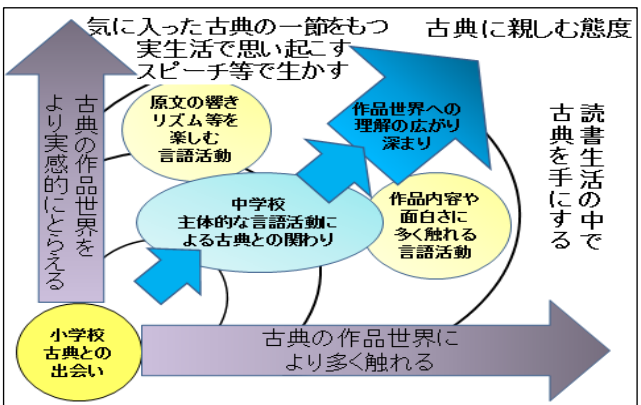 気に入った古典の一節をもつ
実生活で思い起こす
スピーチ等で生かす
古典に親しむ態度
古典の作品世界を
より実感的にとらえる
原文の響き
リズム等を
楽しむ
言語活動
作品世界への
理解の広がり
深まり
読書生活の中で
古典を手にする
中学校
主体的な言語活動に
よる古典との関わり
作品内容や
面白さに
多く触れる
言語活動
小学校
古典との
出会い
古典の作品世界に
より多く触れる